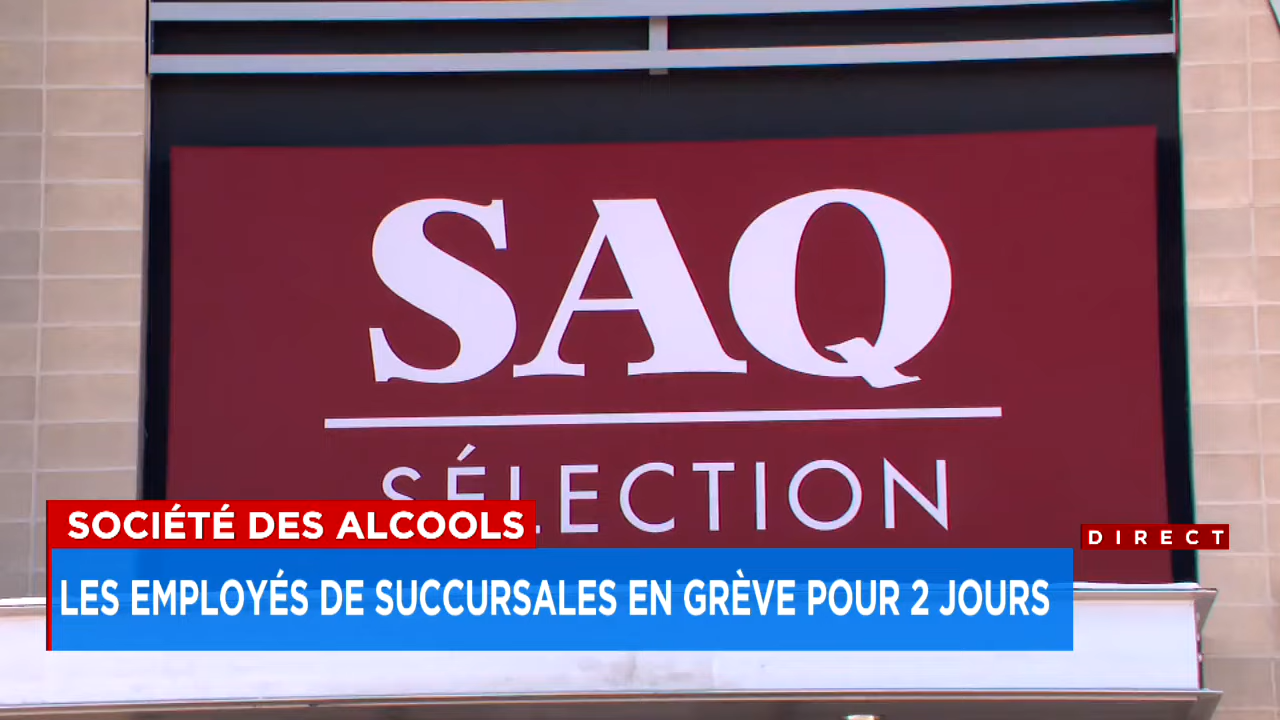 SAQ
SÉLECTION
SOCIÉTÉ DES ALCOOLS
DIRECT
LES EMPLOYÉS DE SUCCURSALES EN GRÈVE POUR 2 JOURS